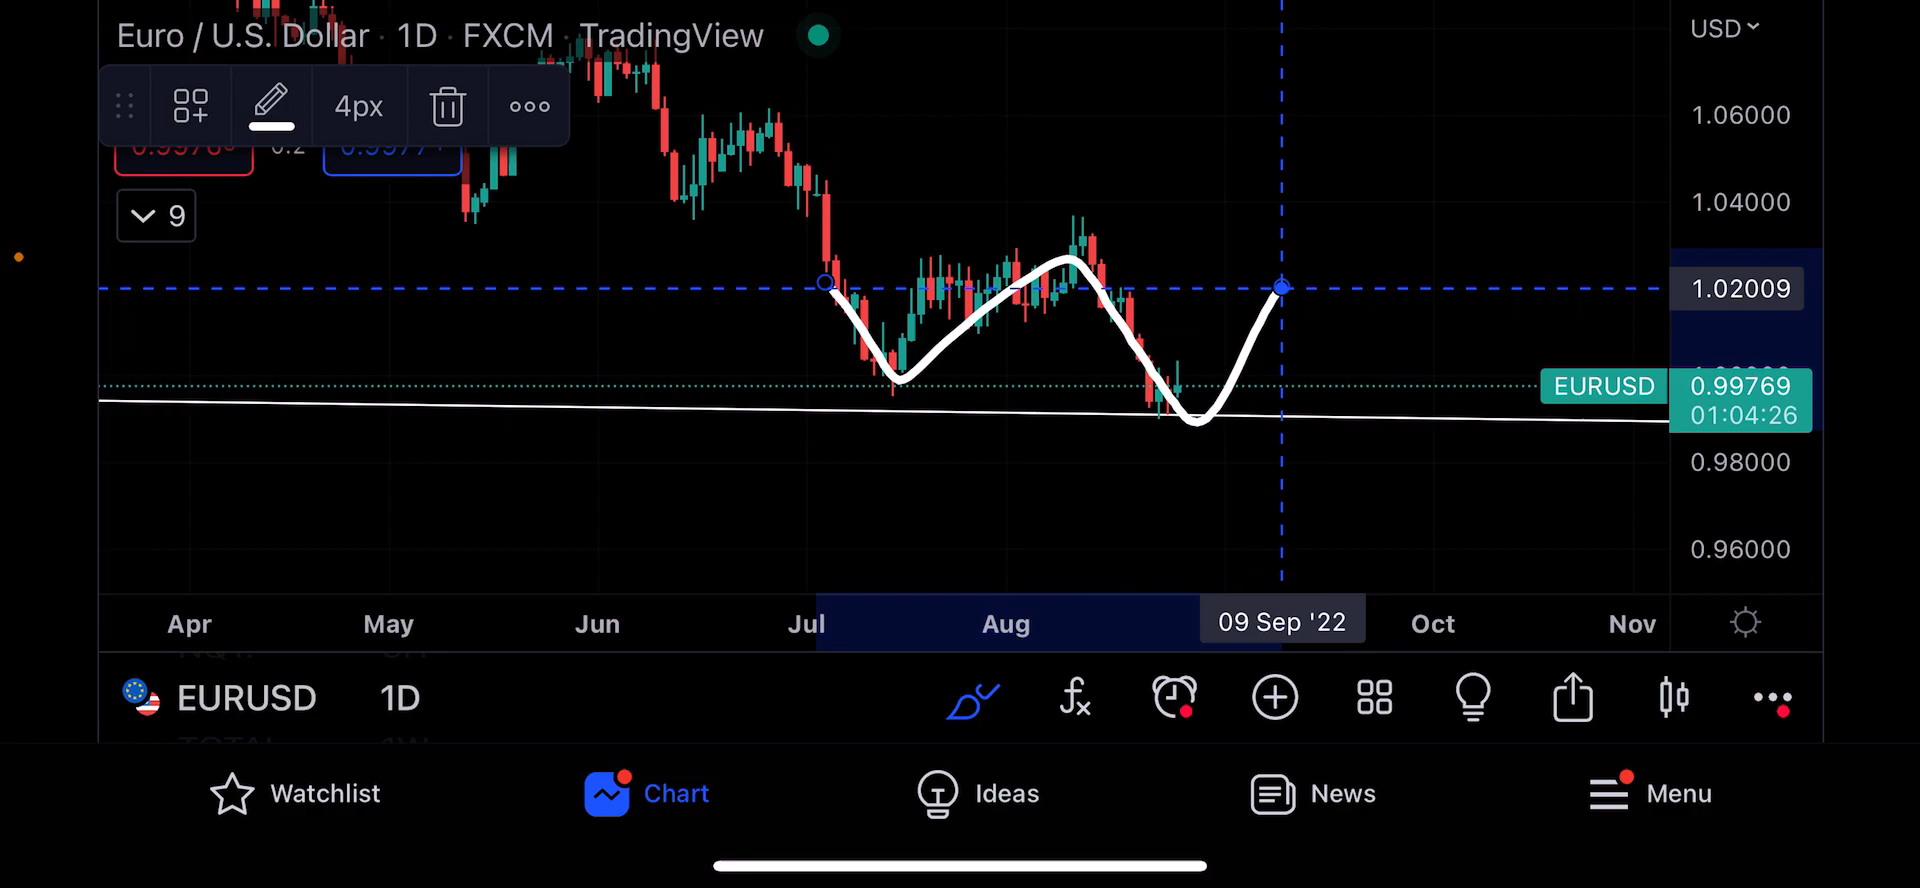 Euro / U.S. Dollar · 1D · FXCM · TradingView
USD
4px
0.2
9
1.06000
1.04000
1.02009
EURUSD 0.99769
01:04:26
0.98000
0.96000
Apr May Jun Jul Aug 09 Sep '22 Oct Nov
EURUSD 1D
Watchlist Chart Ideas News Menu